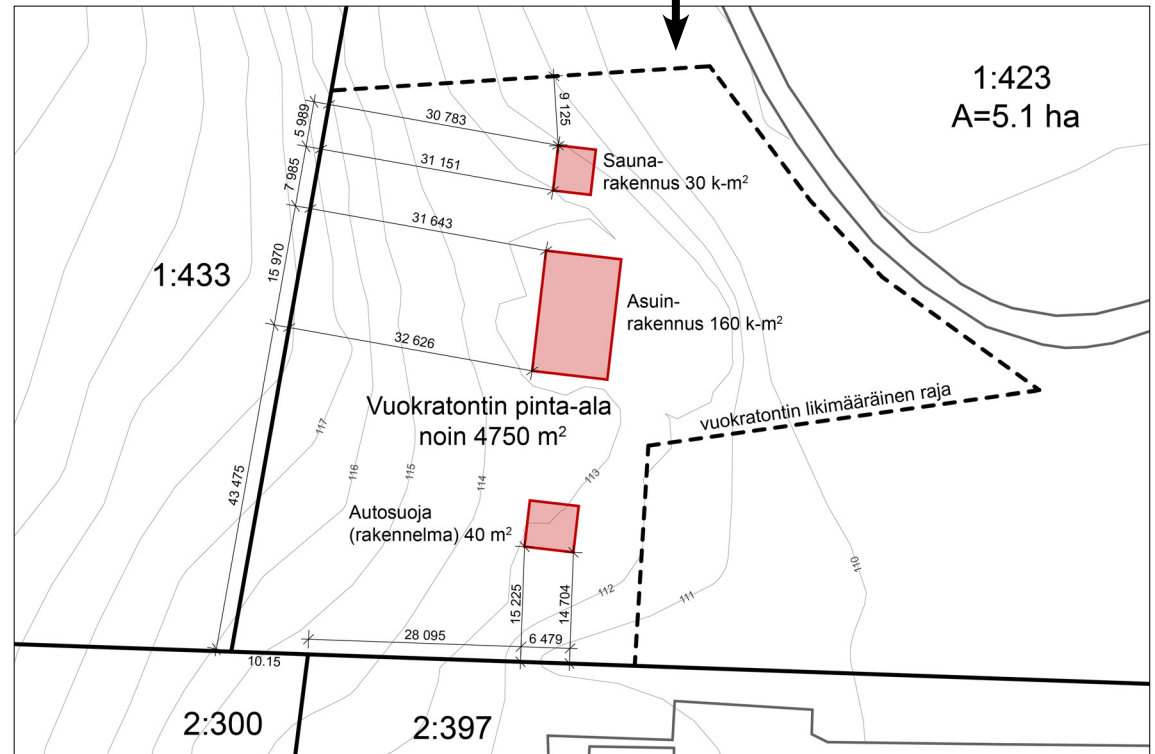 1:423
A=5.1 ha
9 125
5 989
30 783
31 151
Sauna-
rakennus 30 k-m²
7 985
31 643
15 970
1:433
Asuin-
rakennus 160 k-m²
32 626
vuokratontin likimääräinen raja
Vuokratontin pinta-ala
noin 4750 m²
117
116
115
114
113
43 475
Autosuoja
(rakennelma) 40 m²
110
112
111
15 225
14 704
28 095
6 479
10.15
2:300
2:397